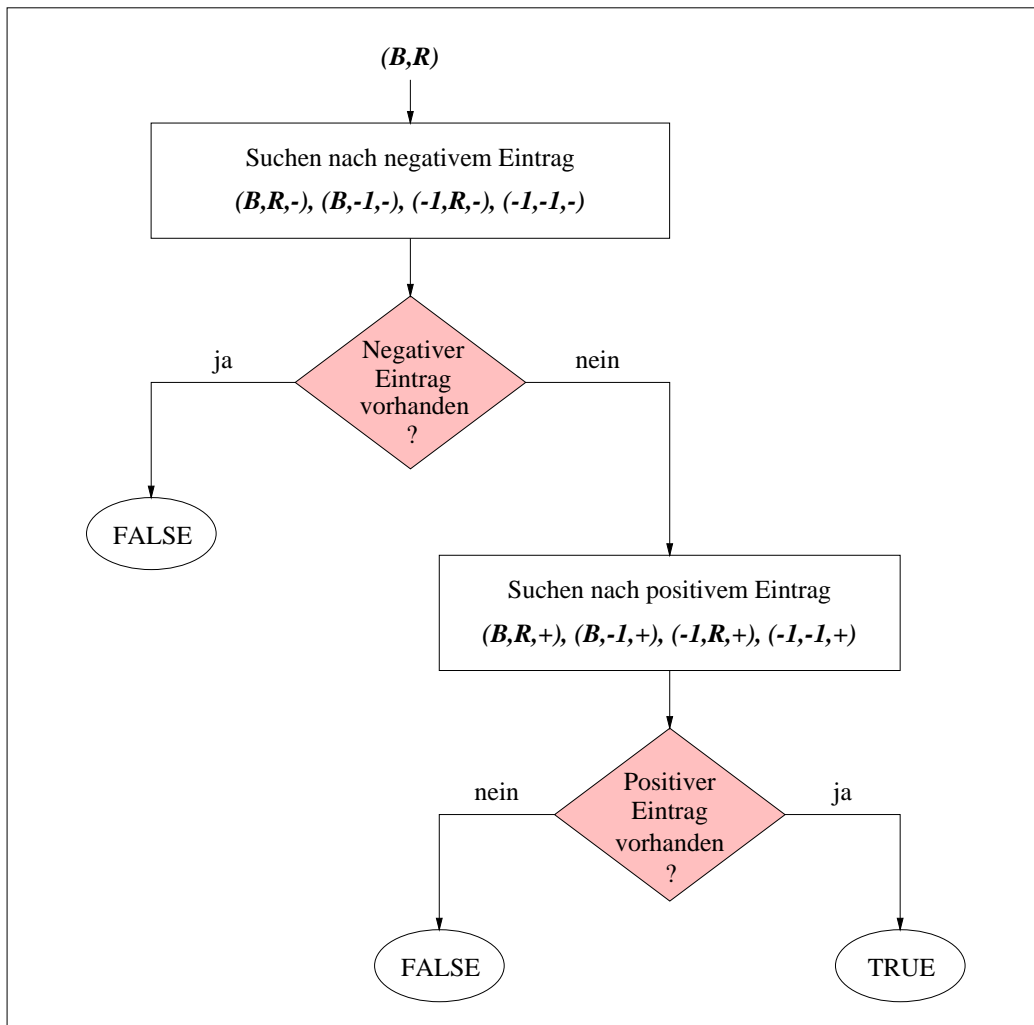 (B,R)
Suchen nach negativem Eintrag
(B,R,-), (B,-1,-), (-1,R,-), (-1,-1,-)
ja
Negativer
Eintrag
vorhanden
?
nein
FALSE
Suchen nach positivem Eintrag
(B,R,+), (B,-1,+), (-1,R,+), (-1,-1,+)
nein
Positiver
Eintrag
vorhanden
?
ja
FALSE
TRUE